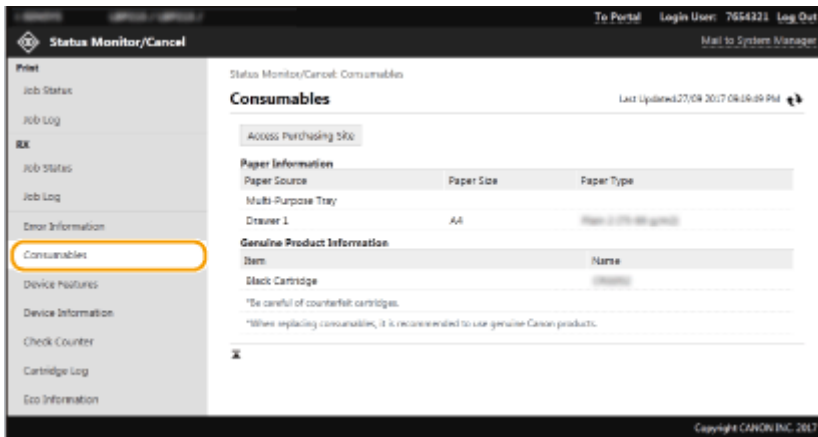 To Portal Login User: 7654321 Log Out
Status Monitor/Cancel
Mail to System Manager
Print
Job Status
Job Log
RX
Job Status
Job Log
Error Information
Consumables
Device Features
Device Information
Check Counter
Cartridge Log
Eco Information
Status Monitor/Cancel: Consumables
Consumables
Last Updated:27/09 2017 09:49:49 PM
Access Purchasing Site
Paper Information
Paper Source Paper Size Paper Type
Multi-Purpose Tray
Drawer 1 A4
Genuine Product Information
Item Name
Black Cartridge
*Be careful of counterfeit cartridges.
*When replacing consumables, it is recommended to use genuine Canon products.
Copyright CANON INC. 2017